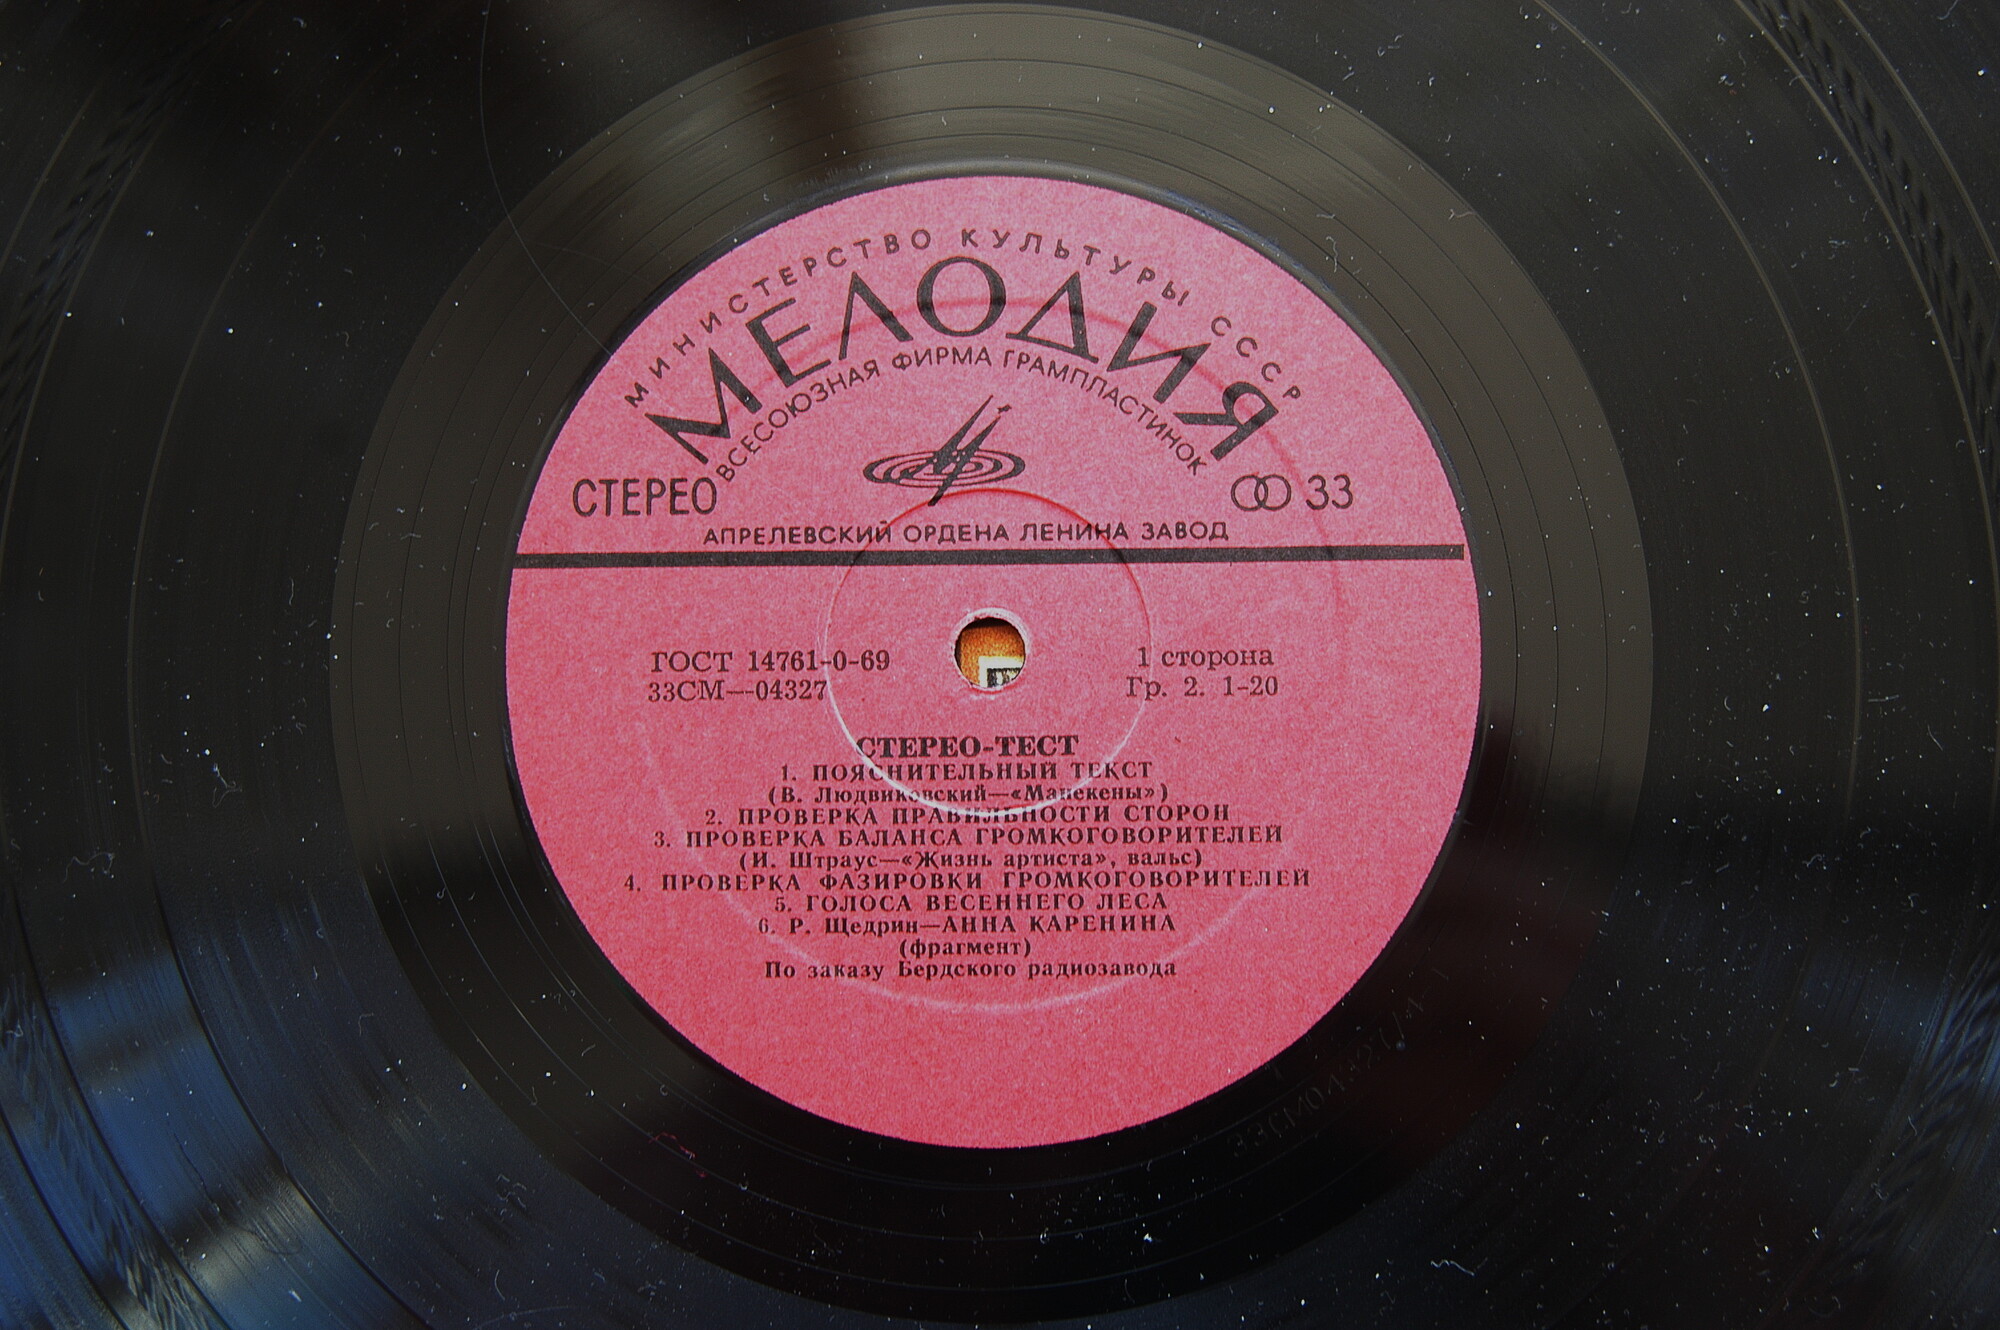 МИНИСТЕРСТВО КУЛЬТУРЫ СССР
МЕЛОДИЯ
ВСЕСОЮЗНАЯ ФИРМА ГРАМПЛАСТИНОК
СТЕРЕО
33
АПРЕЛЕВСКИЙ ОРДЕНА ЛЕНИНА ЗАВОД
ГОСТ 14761-0-69
33СМ—04327
1 сторона
Гр. 2. 1-20
СТЕРЕО-ТЕСТ
1. ПОЯСНИТЕЛЬНЫЙ ТЕКСТ
(В. Людвиковский—«Манекены»)
2. ПРОВЕРКА ПРАВИЛЬНОСТИ СТОРОН
3. ПРОВЕРКА БАЛАНСА ГРОМКОГОВОРИТЕЛЕЙ
(И. Штраус—«Жизнь артиста», вальс)
4. ПРОВЕРКА ФАЗИРОВКИ ГРОМКОГОВОРИТЕЛЕЙ
5. ГОЛОСА ВЕСЕННЕГО ЛЕСА
6. Р. Щедрин—АННА КАРЕНИНА
(фрагмент)
По заказу Бердского радиозавода